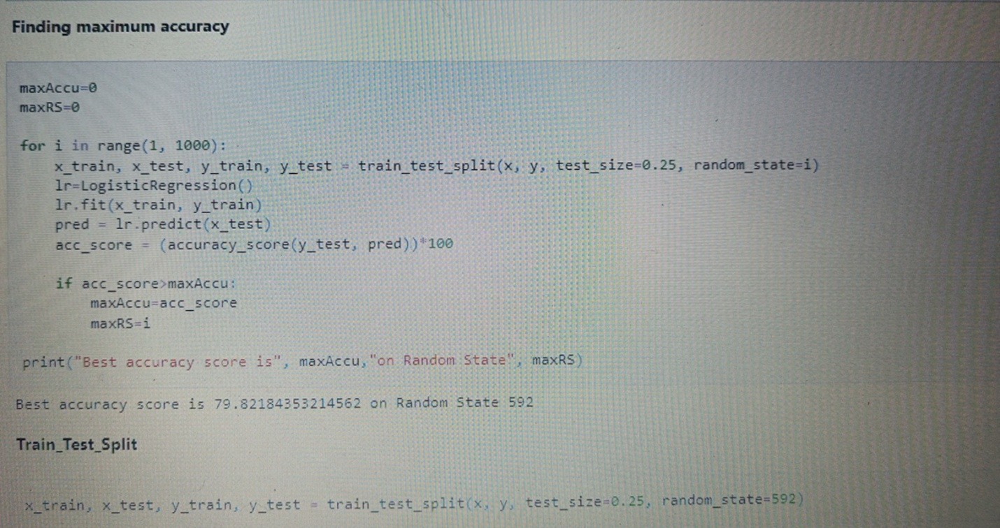 Finding maximum accuracy
maxAccu=0
maxRS=0
for i in range(1, 1000):
x_train, x_test, y_train, y_test = train_test_split(x, y, test_size=0.25, random_state=i)
lr=LogisticRegression()
lr.fit(x_train, y_train)
pred = lr.predict(x_test)
acc_score = (accuracy_score(y_test, pred))*100
if acc_score>maxAccu:
maxAccu=acc_score
maxRS=i
print("Best accuracy score is", maxAccu,"on Random State", maxRS)
Best accuracy score is 79.82184353214562 on Random State 592
Train_Test_Split
x_train, x_test, y_train, y_test = train_test_split(x, y, test_size=0.25, random_state=592)